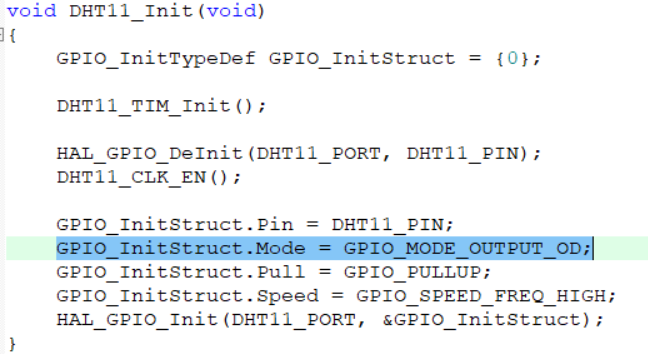 void DHT11_Init(void)
{
GPIO_InitTypeDef GPIO_InitStruct = {0};
DHT11_TIM_Init();
HAL_GPIO_DeInit(DHT11_PORT, DHT11_PIN);
DHT11_CLK_EN();
GPIO_InitStruct.Pin = DHT11_PIN;
GPIO_InitStruct.Mode = GPIO_MODE_OUTPUT_OD;
GPIO_InitStruct.Pull = GPIO_PULLUP;
GPIO_InitStruct.Speed = GPIO_SPEED_FREQ_HIGH;
HAL_GPIO_Init(DHT11_PORT, &GPIO_InitStruct);
}